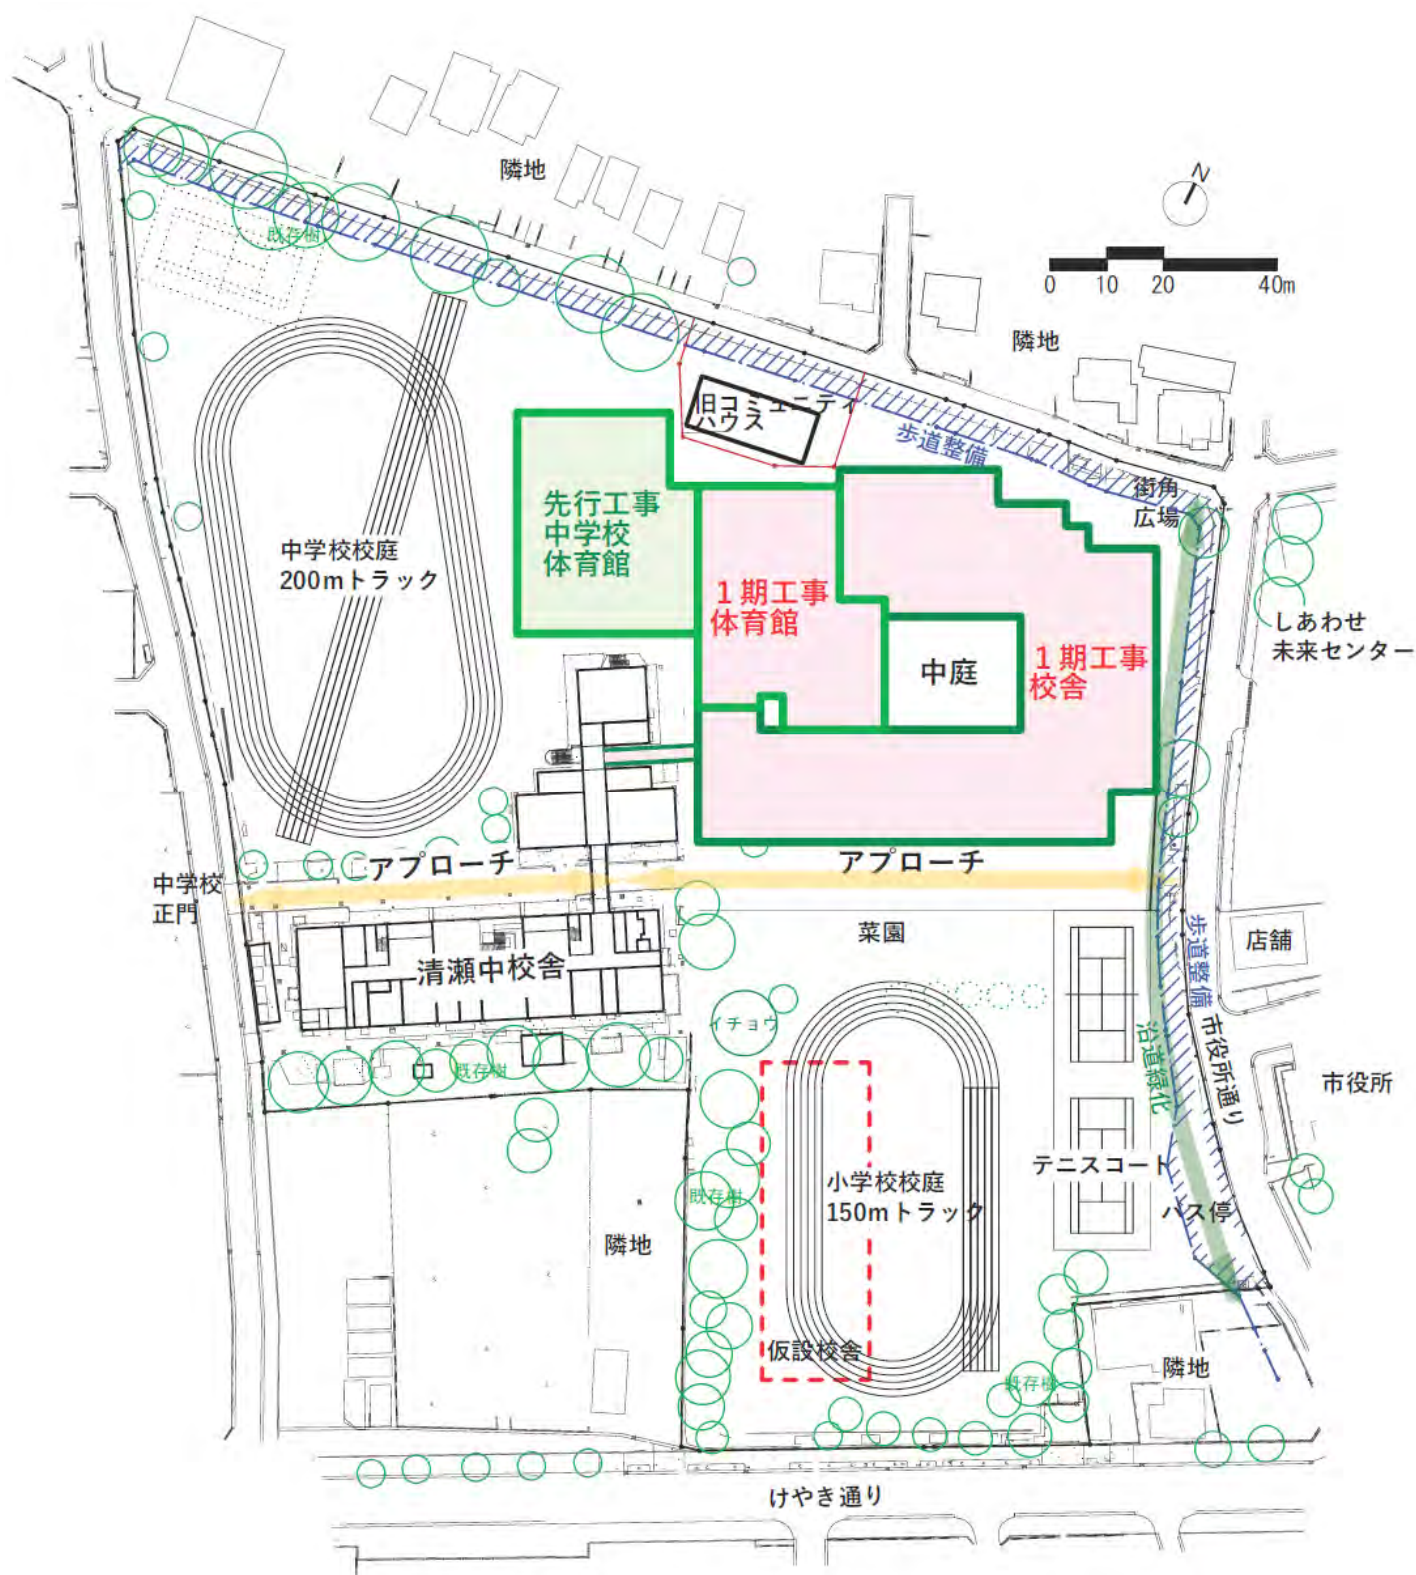 隣地
N
0 10 20 40m
既存樹
隣地
旧コミュニティ
ハウス
歩道整備
先行工事
中学校
体育館
街角
広場
中学校校庭
200mトラック
1期工事
体育館
しあわせ
未来センター
中庭
1期工事
校舎
アプローチ
アプローチ
中学校
正門
菜園
店舗
清瀬中校舎
歩道整備
イチョウ
市役所通り
沿道緑化
既存樹
市役所
テニスコート
小学校校庭
150mトラック
既存樹
バス停
隣地
仮設校舎
隣地
既存樹
けやき通り